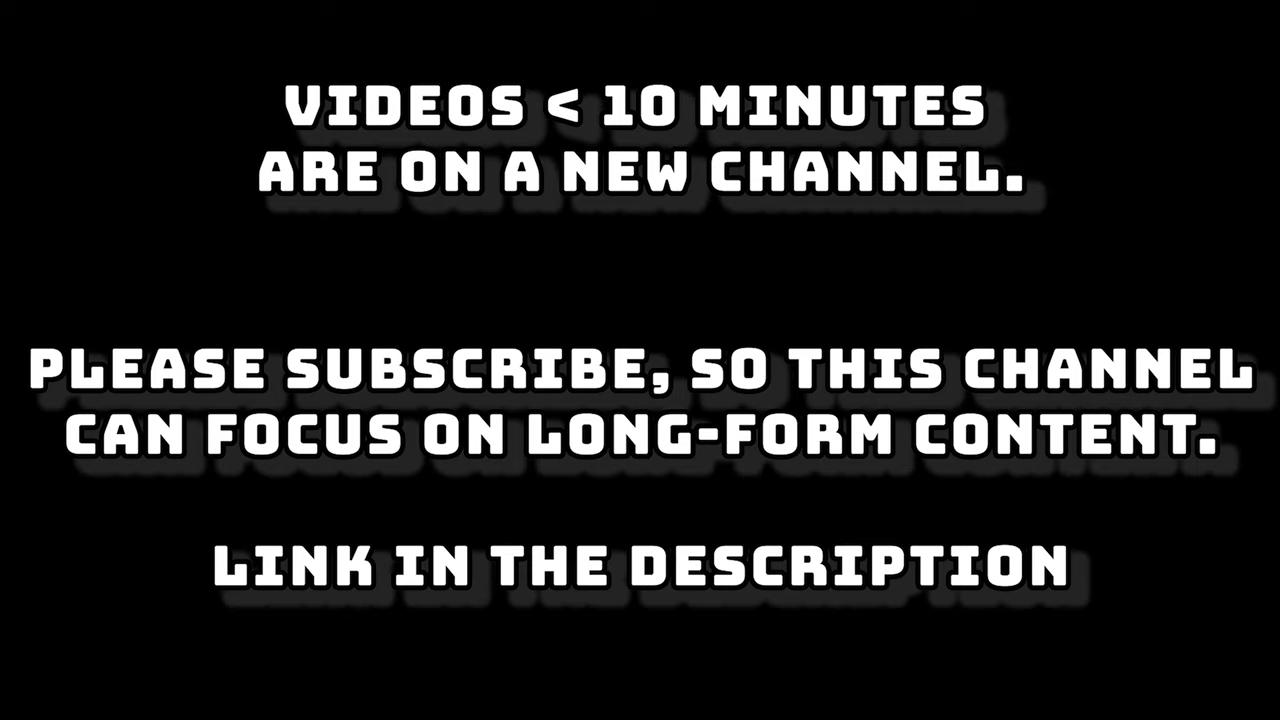 VIDEOS < 10 MINUTES
ARE ON A NEW CHANNEL.
PLEASE SUBSCRIBE, SO THIS CHANNEL
CAN FOCUS ON LONG-FORM CONTENT.
LINK IN THE DESCRIPTION